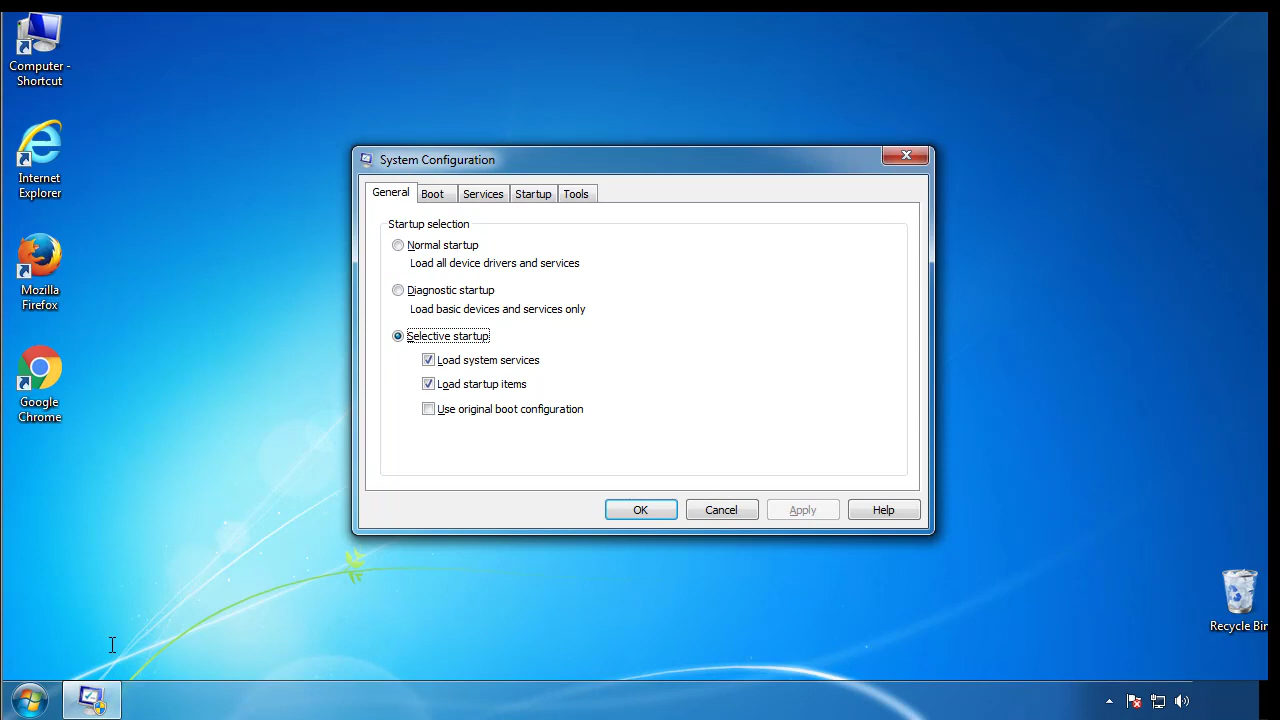 Computer -
Shortcut
Internet
Explorer
Mozilla
Firefox
Google
Chrome
System Configuration
General Boot Services Startup Tools
Startup selection
Normal startup
Load all device drivers and services
Diagnostic startup
Load basic devices and services only
Selective startup
Load system services
Load startup items
Use original boot configuration
OK Cancel Apply Help
Recycle Bin